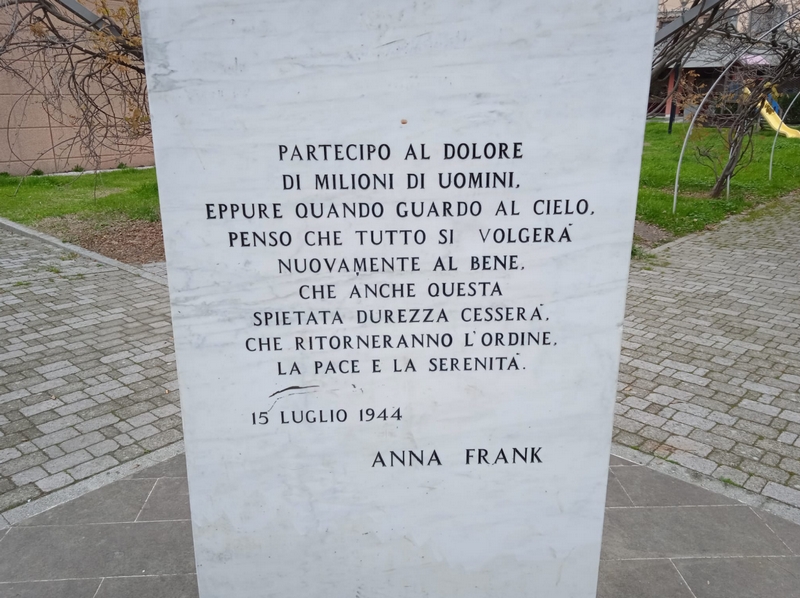 PARTECIPO AL DOLORE
DI MILIONI DI UOMINI,
EPPURE QUANDO GUARDO AL CIELO,
PENSO CHE TUTTO SI VOLGERÀ
NUOVAMENTE AL BENE,
CHE ANCHE QUESTA
SPIETATA DUREZZA CESSERÀ,
CHE RITORNERANNO L'ORDINE,
LA PACE E LA SERENITÀ.
15 LUGLIO 1944
ANNA FRANK